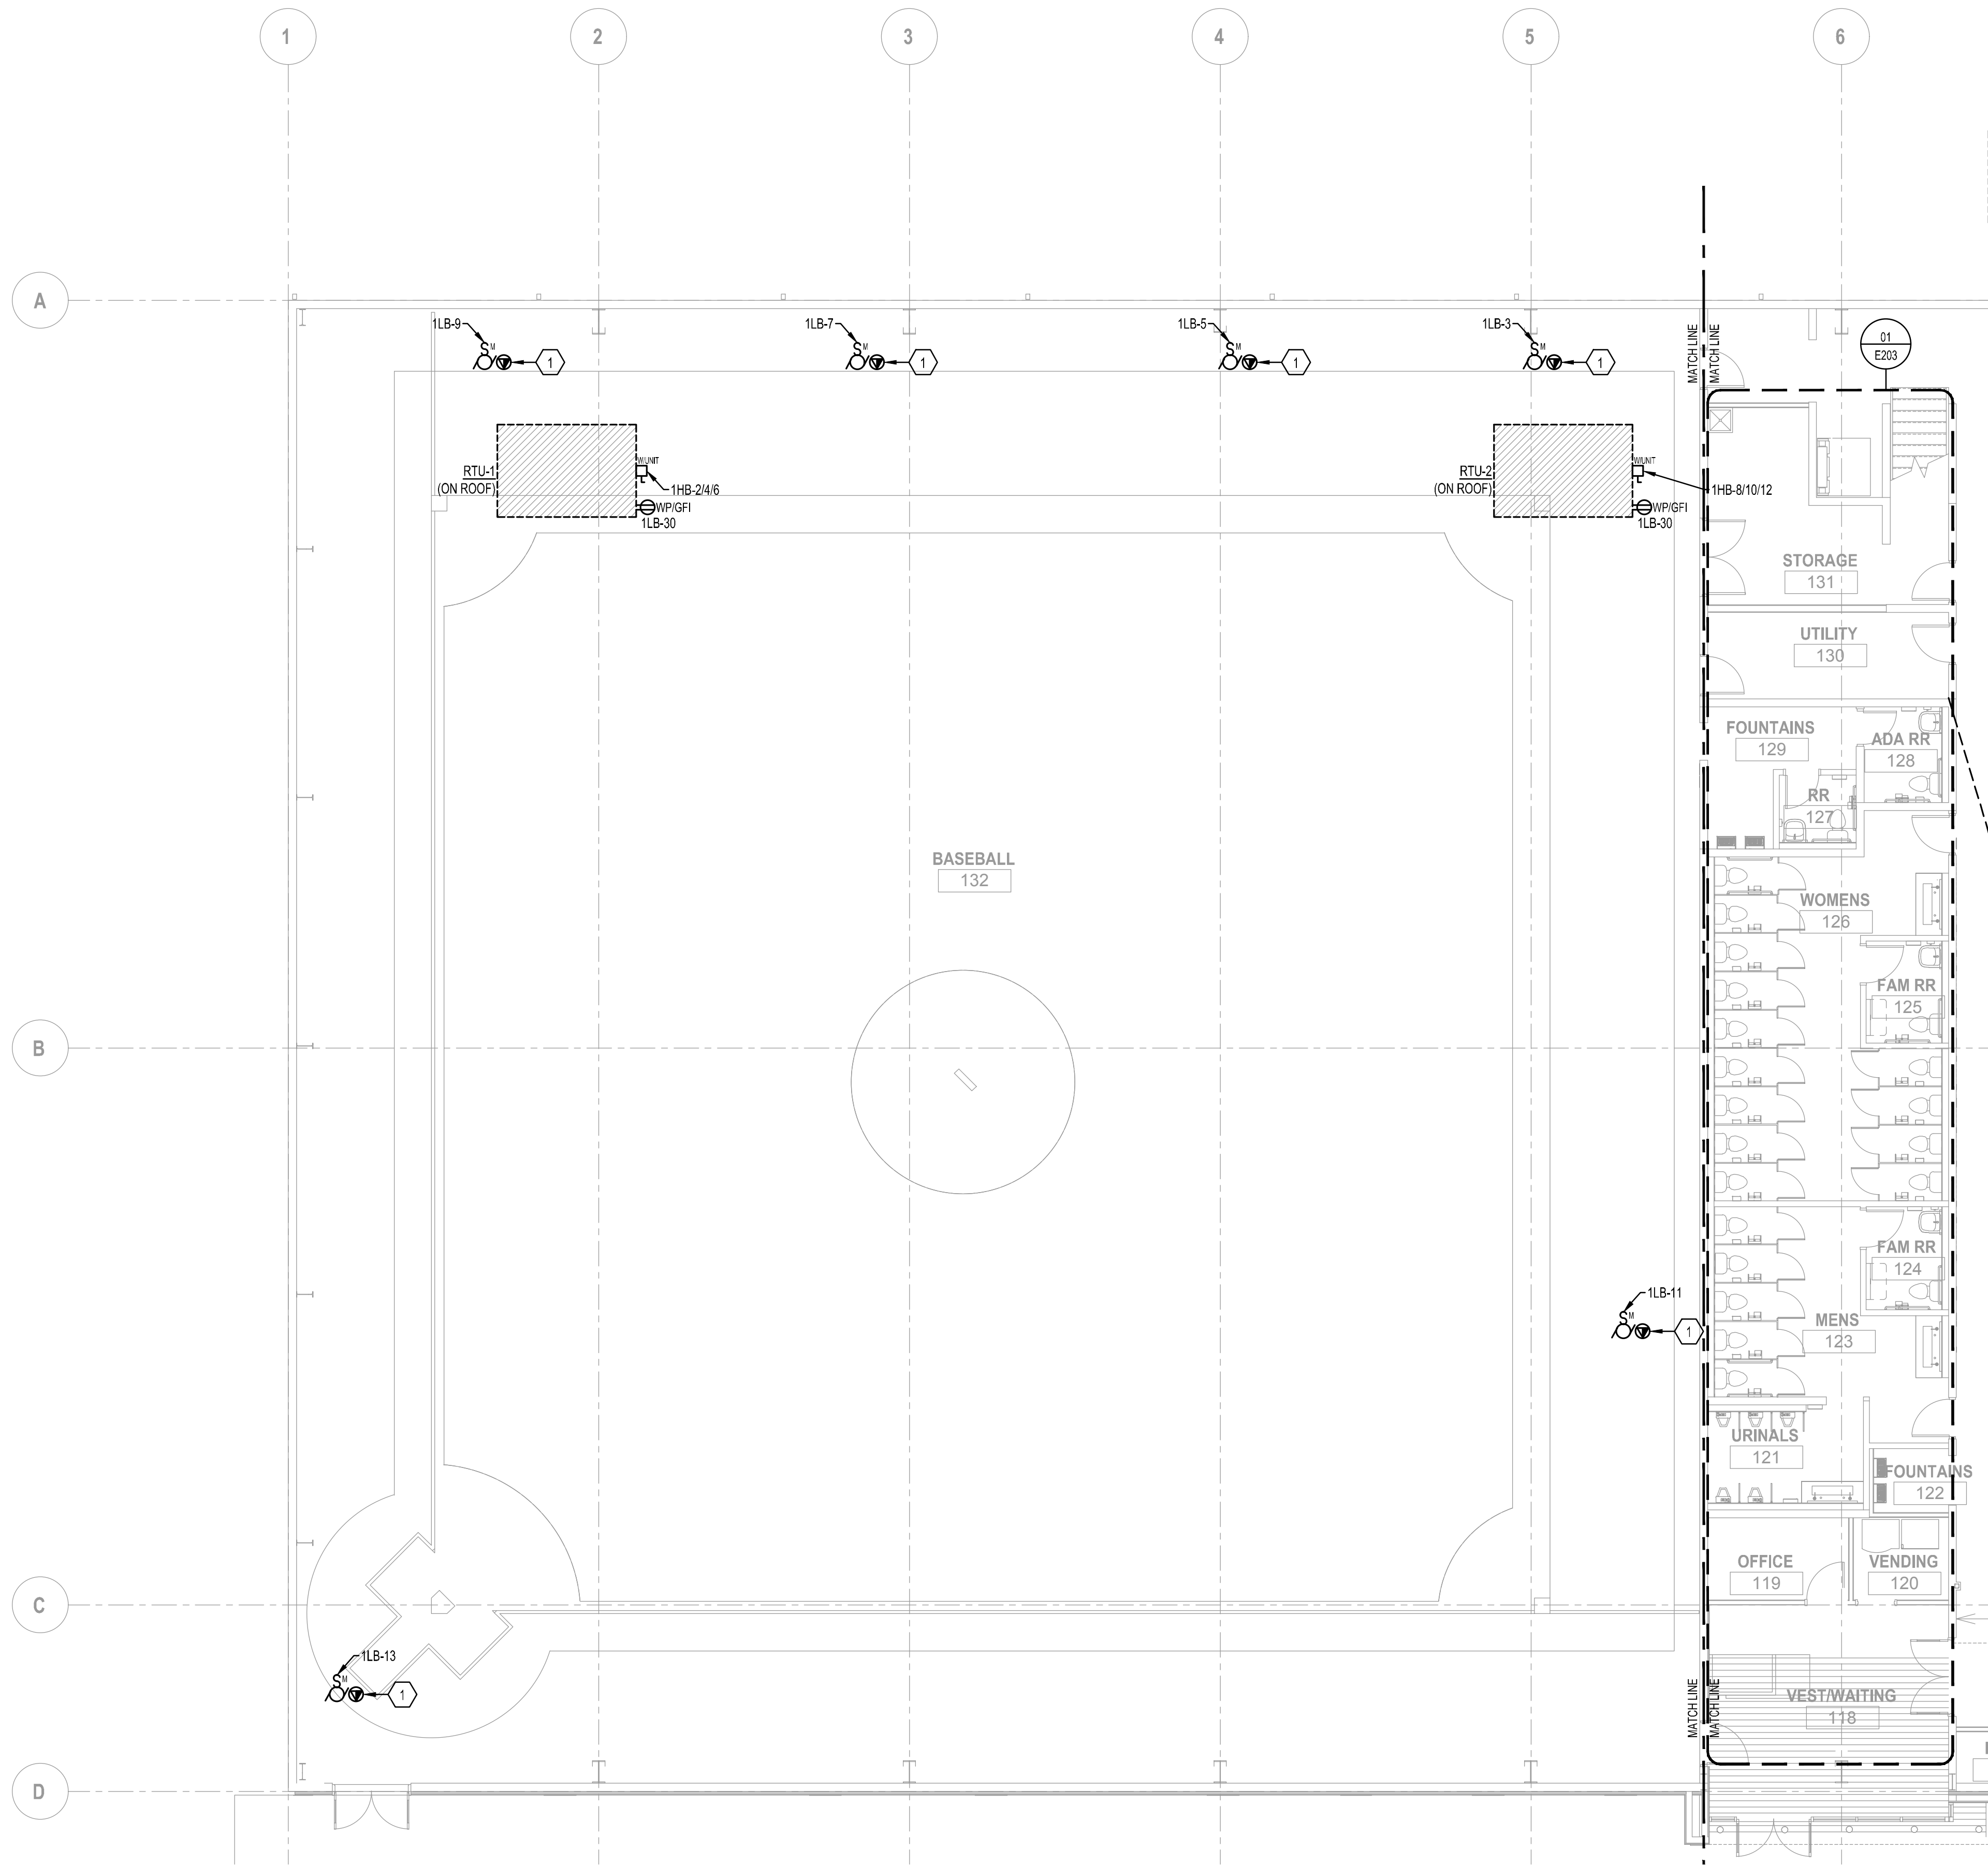 1
2
3
4
5
6
A
B
C
D
1LB-9
S M
1
1LB-7
S M
1
1LB-5
S M
1
1LB-3
S M
1
MATCH LINE
MATCH LINE
01
E203
RTU-1
(ON ROOF)
W/UNIT
1HB-2/4/6
WP/GFI
1LB-30
RTU-2
(ON ROOF)
W/UNIT
1HB-8/10/12
WP/GFI
1LB-30
STORAGE
131
UTILITY
130
FOUNTAINS
129
ADA RR
128
RR
127
BASEBALL
132
WOMENS
126
FAM RR
125
FAM RR
124
1LB-11
S M
1
MENS
123
URINALS
121
FOUNTAINS
122
OFFICE
119
VENDING
120
1LB-13
S M
1
MATCH LINE
MATCH LINE
VEST/WAITING
118